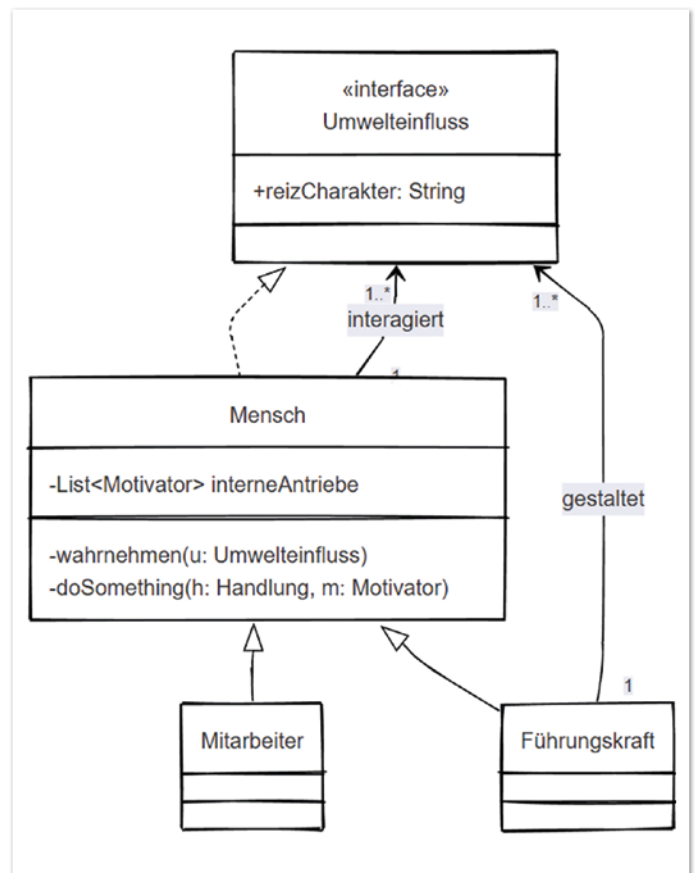 «interface»
Umwelteinfluss
+reizCharakter: String
1..*
1..*
interagiert
1
Mensch
-List<Motivator> interneAntriebe
gestaltet
-wahrnehmen(u: Umwelteinfluss)
-doSomething(h: Handlung, m: Motivator)
1
Mitarbeiter
Führungskraft